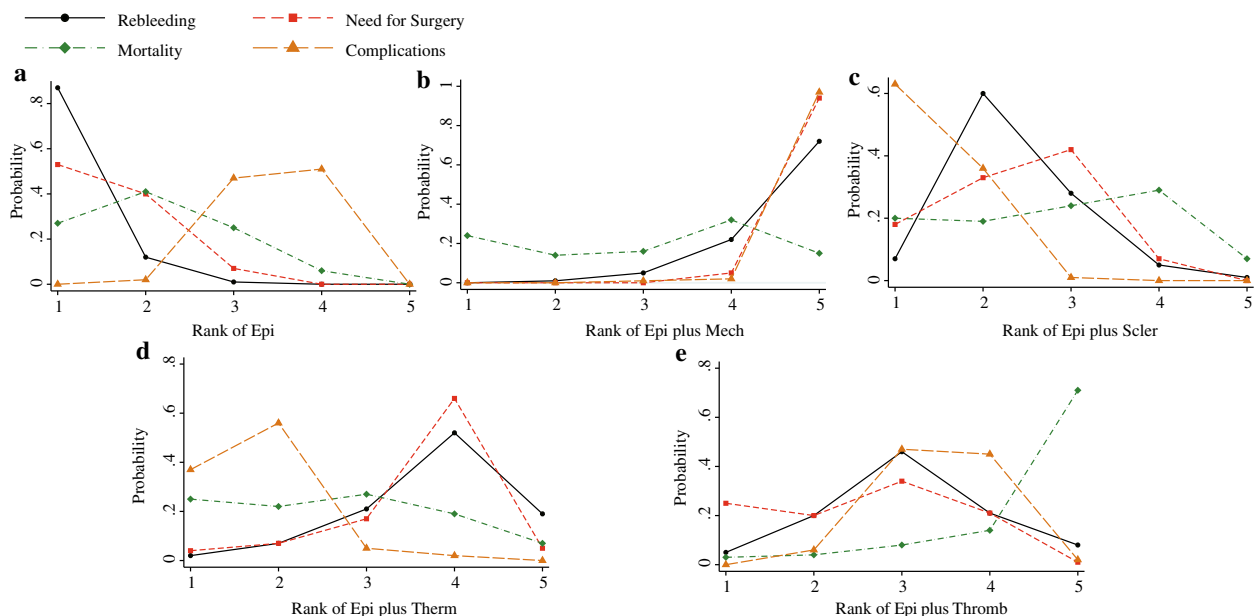 Rebleeding
Need for Surgery
Mortality
Complications
a
Probability
0 .2 .4 .6 .8
1 2 3 4 5
Rank of Epi
b
Probability
0 .2 .4 .6 .8 1
1 2 3 4 5
Rank of Epi plus Mech
c
Probability
0 .2 .4 .6
1 2 3 4 5
Rank of Epi plus Scler
d
Probability
0 .2 .4 .6 .8
1 2 3 4 5
Rank of Epi plus Therm
e
Probability
0 .2 .4 .6 .8
1 2 3 4 5
Rank of Epi plus Thromb